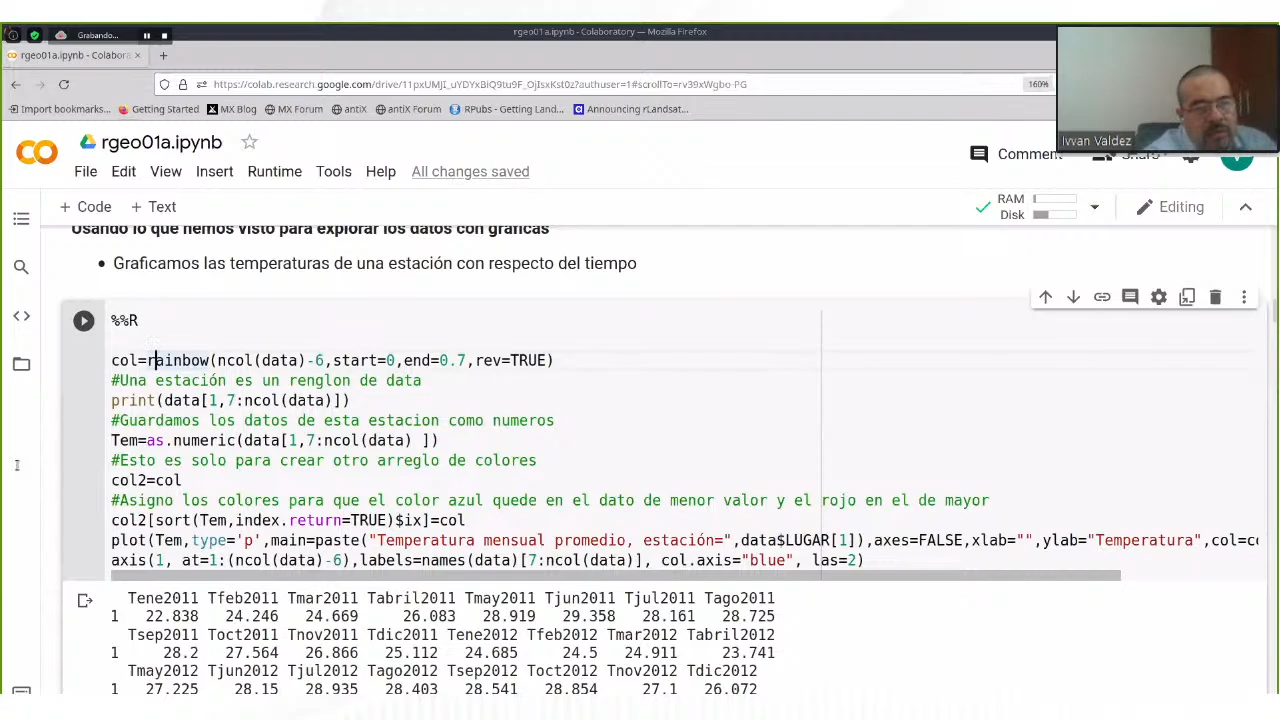 Grabando...
rgeo01a.ipynb - Colaboratory — Mozilla Firefox
rgeo01a.ipynb - Colabora
https://colab.research.google.com/drive/11pxUMJI_uYDYxBiQ9tu9F_OjIsxKst0z?authuser=1#scrollTo=rv39xWgbo-PG
160%
Import bookmarks... Getting Started MX Blog MX Forum antiX antiX Forum RPubs - Getting Land... Announcing rLandsat...
Ivvan Valdez
rgeo01a.ipynb
Comment
Share
File Edit View Insert Runtime Tools Help All changes saved
+ Code + Text
RAM
Disk
Editing
Usando lo que hemos visto para explorar los datos con gráficas
• Graficamos las temperaturas de una estación con respecto del tiempo
%%R
col=rainbow(ncol(data)-6,start=0,end=0.7,rev=TRUE)
#Una estación es un renglon de data
print(data[1,7:ncol(data)])
#Guardamos los datos de esta estacion como numeros
Tem=as.numeric(data[1,7:ncol(data) ])
#Esto es solo para crear otro arreglo de colores
col2=col
#Asigno los colores para que el color azul quede en el dato de menor valor y el rojo en el de mayor
col2[sort(Tem,index.return=TRUE)$ix]=col
plot(Tem,type='p',main=paste("Temperatura mensual promedio, estación=",data$LUGAR[1]),axes=FALSE,xlab="",ylab="Temperatura",col=co
axis(1, at=1:(ncol(data)-6),labels=names(data)[7:ncol(data)], col.axis="blue", las=2)
Tene2011 Tfeb2011 Tmar2011 Tabril2011 Tmay2011 Tjun2011 Tjul2011 Tago2011
1 22.838 24.246 24.669 26.083 28.919 29.358 28.161 28.725
Tsep2011 Toct2011 Tnov2011 Tdic2011 Tene2012 Tfeb2012 Tmar2012 Tabril2012
1 28.2 27.564 26.866 25.112 24.685 24.5 24.911 23.741
Tmay2012 Tjun2012 Tjul2012 Tago2012 Tsep2012 Toct2012 Tnov2012 Tdic2012
1 27.225 28.15 28.935 28.403 28.541 28.854 27.1 26.072